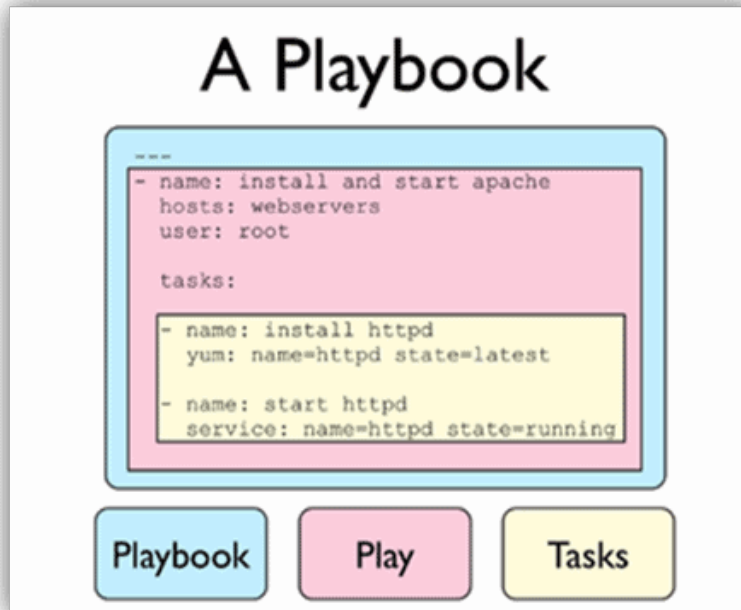 A Playbook
---
- name: install and start apache
  hosts: webservers
  user: root
  tasks:
  - name: install httpd
    yum: name=httpd state=latest
  - name: start httpd
    service: name=httpd state=running
Playbook
Play
Tasks